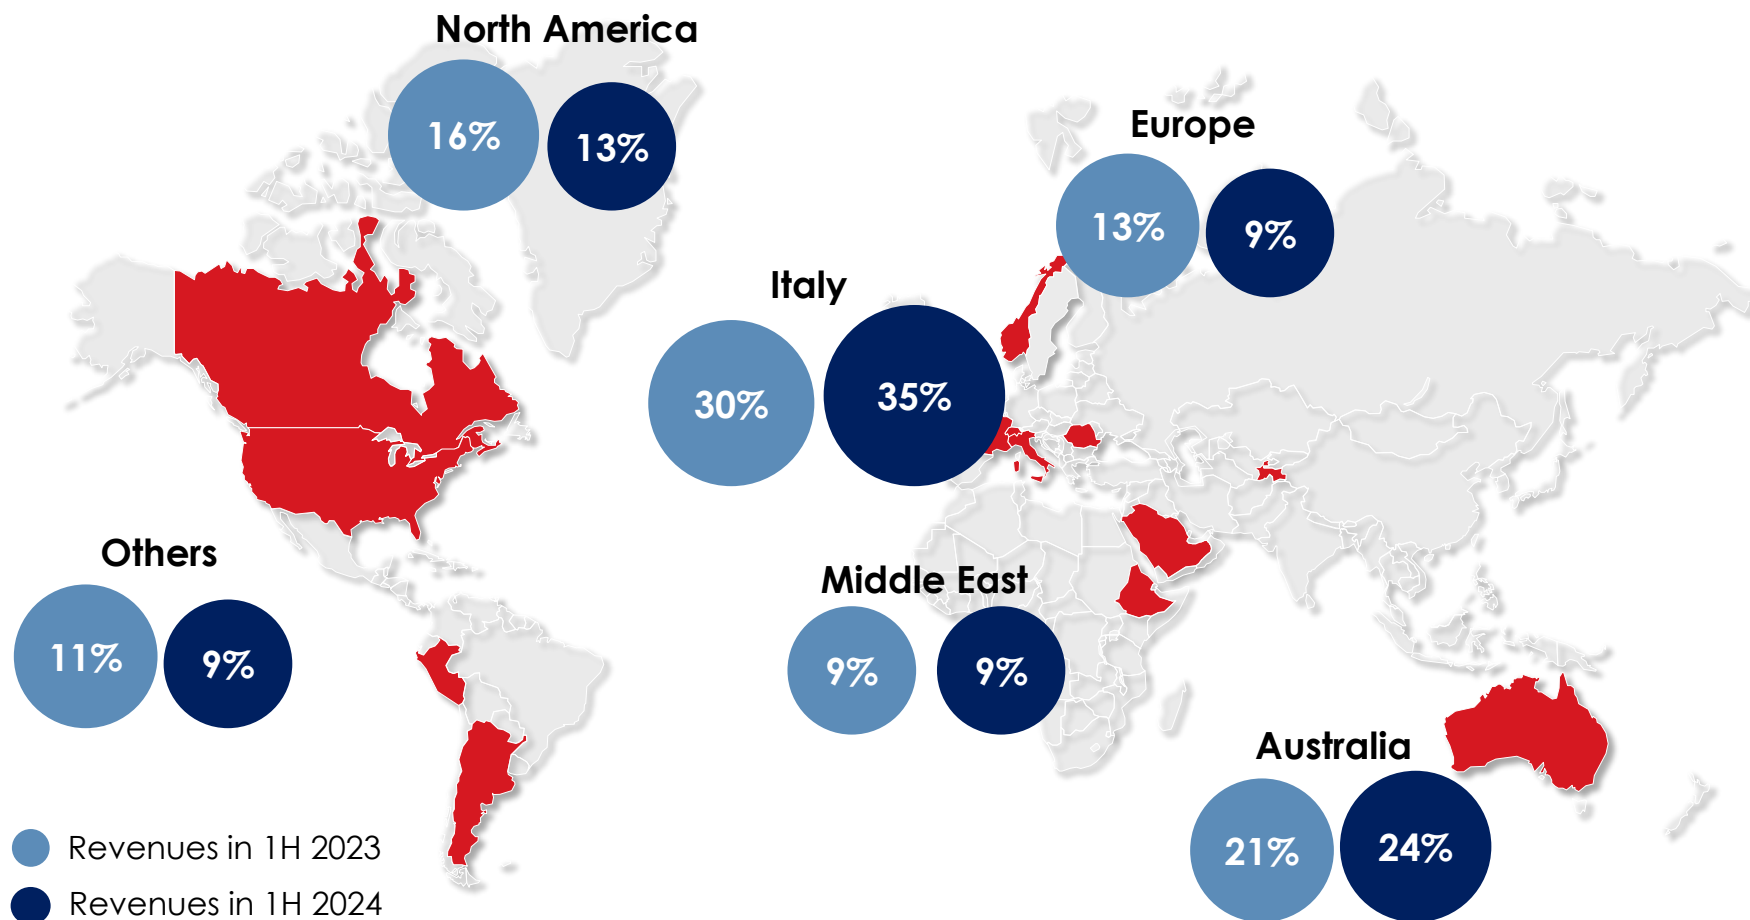 North America
16%
13%
Europe
13%
9%
Italy
30%
35%
Others
11%
9%
Middle East
9%
9%
Australia
21%
24%
Revenues in 1H 2023
Revenues in 1H 2024